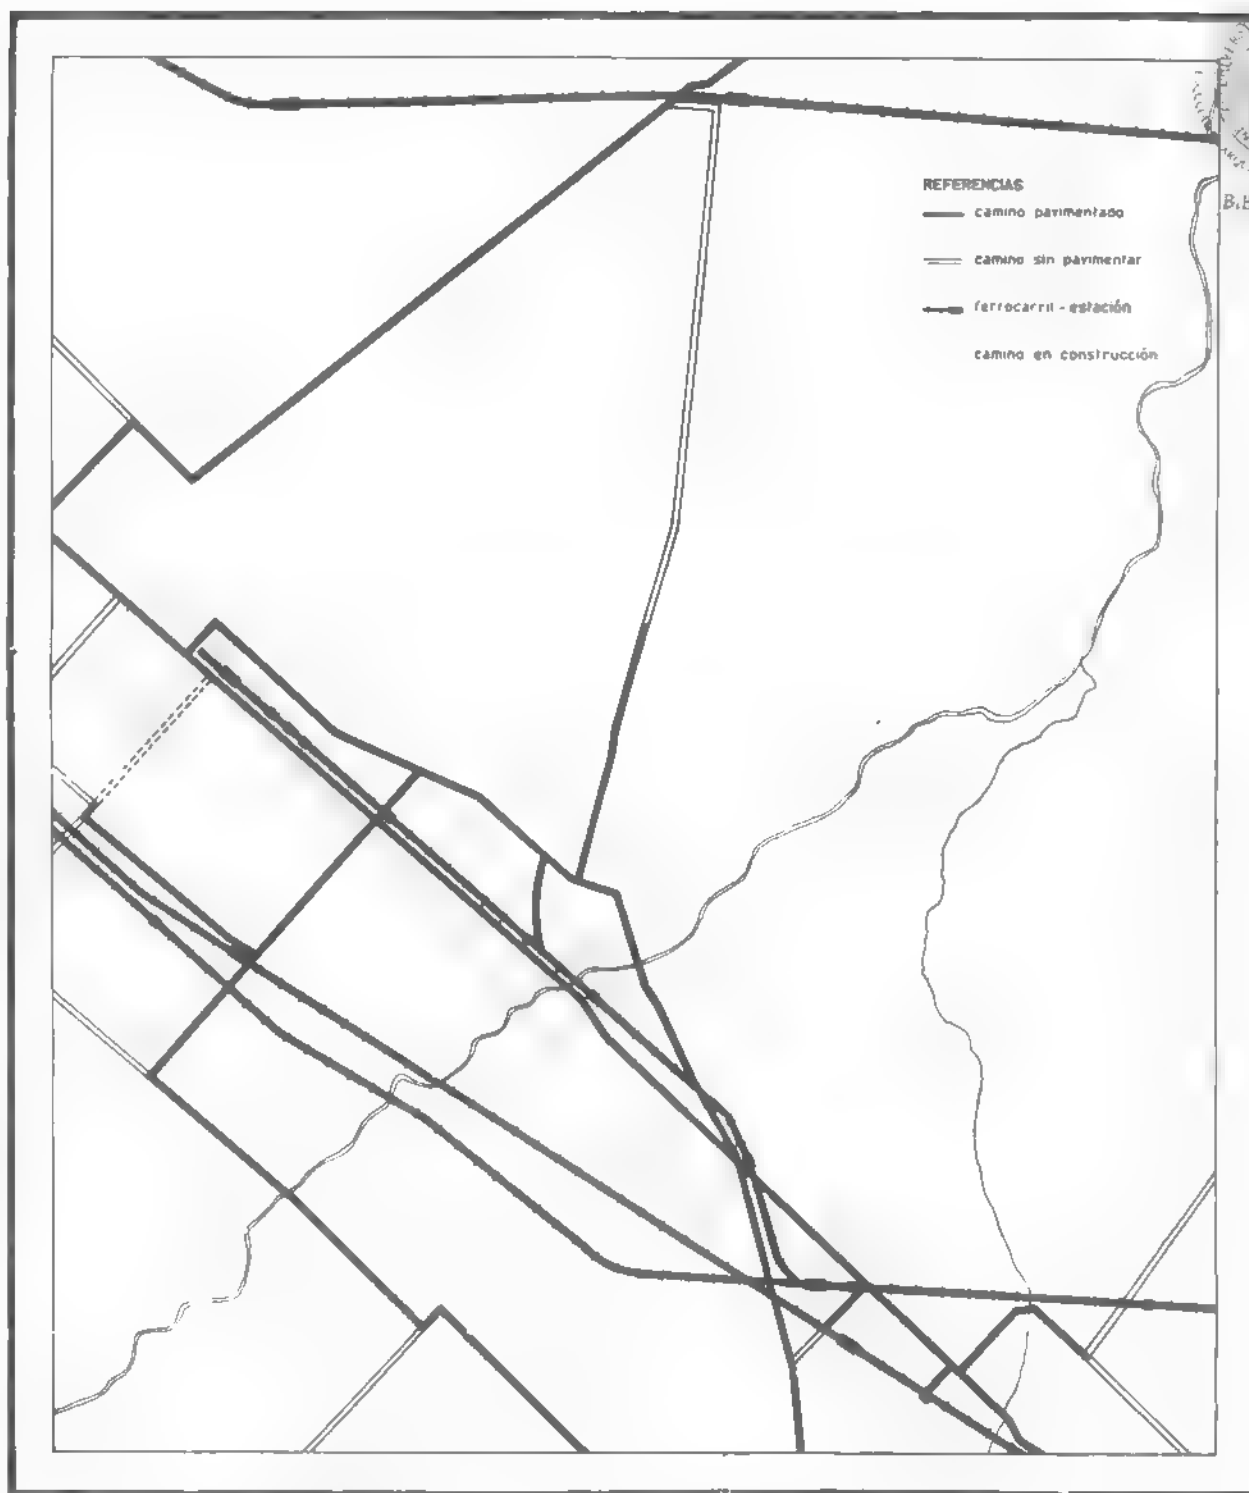 REFERENCIAS
camino pavimentado
camino sin pavimentar
ferrocarril - estación
camino en construcción